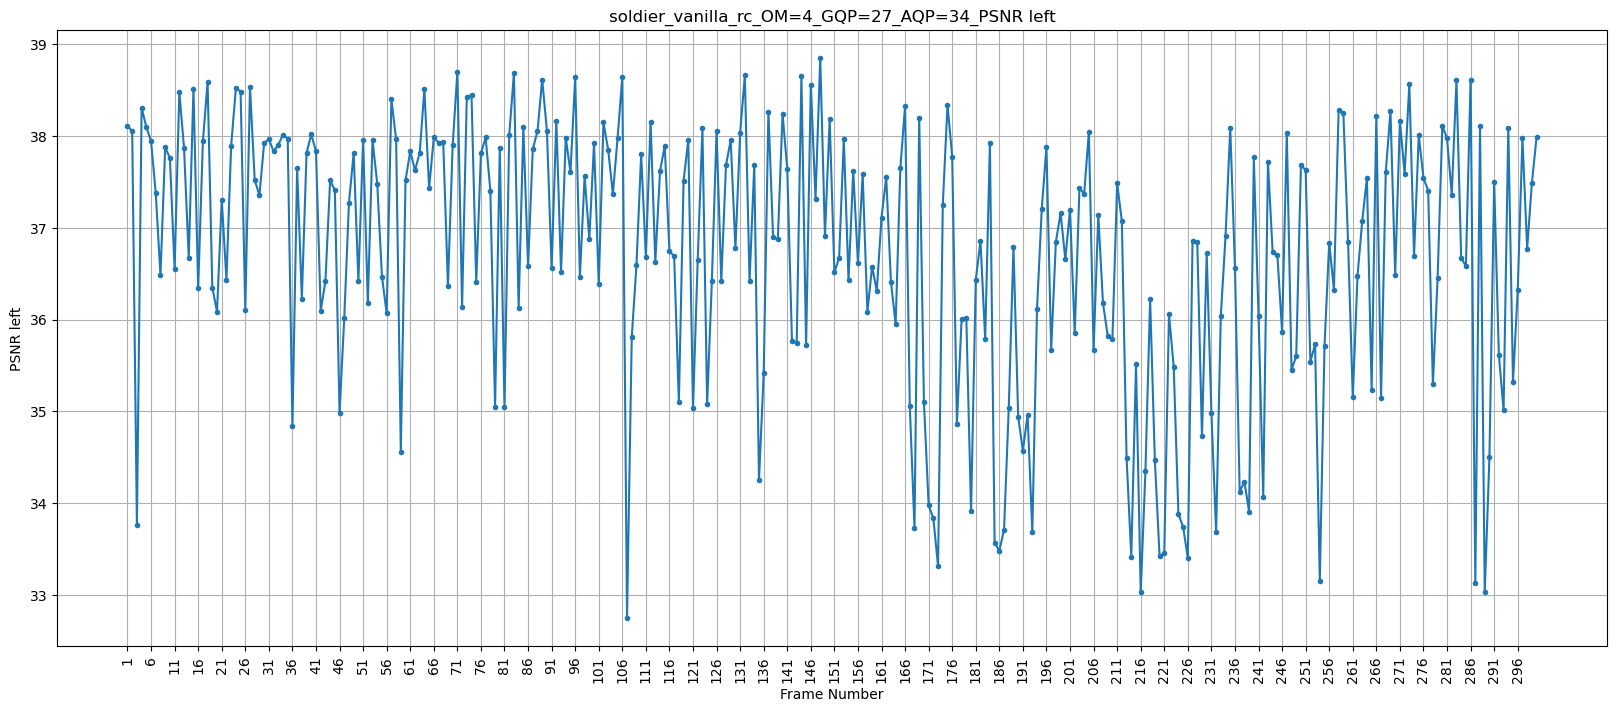 soldier_vanilla_rc_OM=4_GQP=27_AQP=34_PSNR left
39
38
37
36
35
34
33
PSNR left
1 6 11 16 21 26 31 36 41 46 51 56 61 66 71 76 81 86 91 96 101 106 111 116 121 126 131 136 141 146 151 156 161 166 171 176 181 186 191 196 201 206 211 216 221 226 231 236 241 246 251 256 261 266 271 276 281 286 291 296
Frame Number